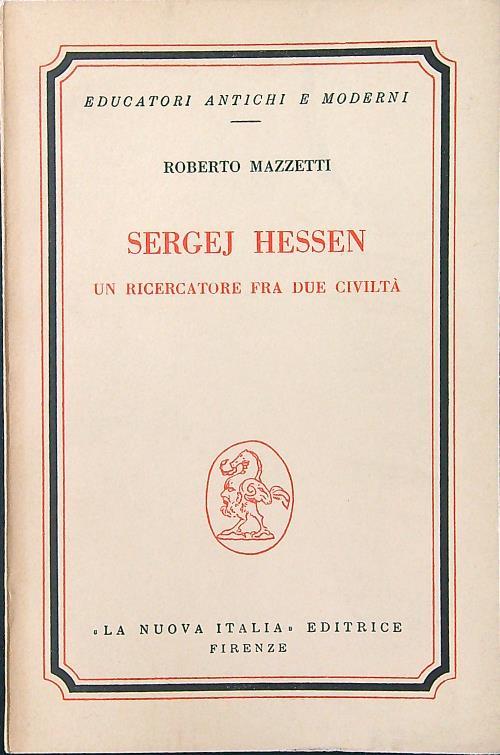 EDUCATORI ANTICHI E MODERNI
ROBERTO MAZZETTI
SERGEJ HESSEN
UN RICERCATORE FRA DUE CIVILTÀ
«LA NUOVA ITALIA» EDITRICE
FIRENZE